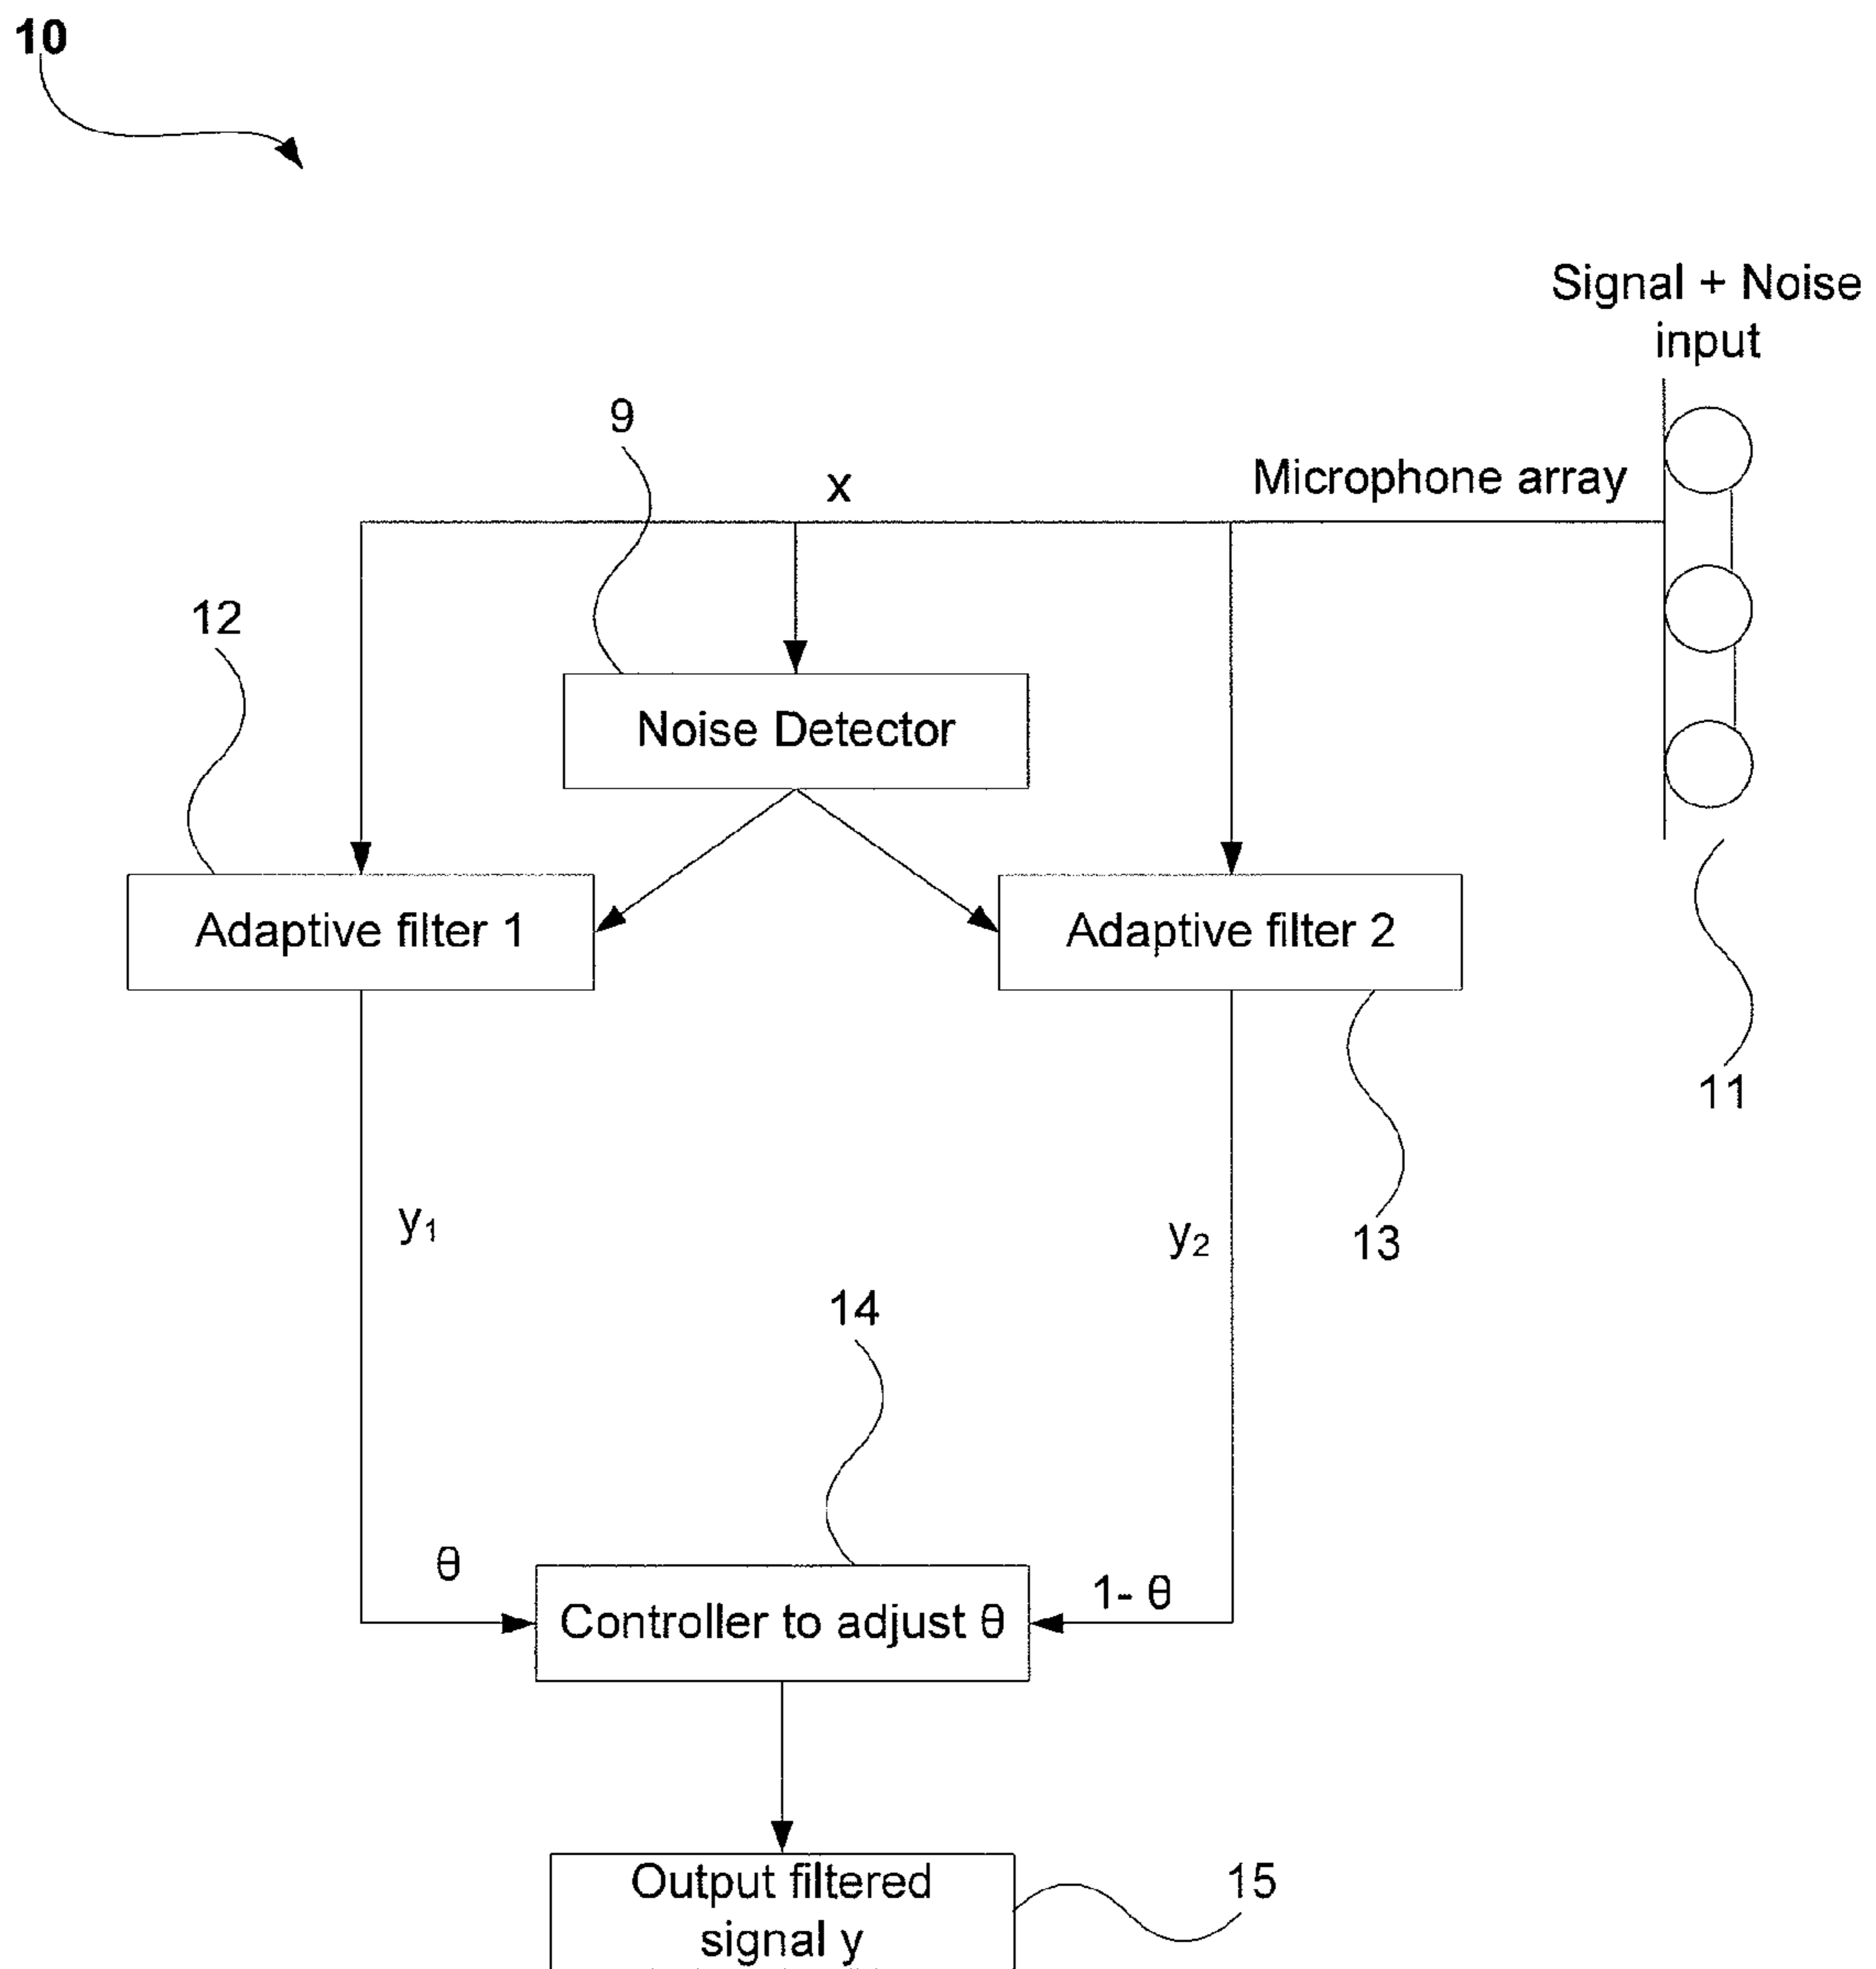 10
Signal + Noise
input
9
x
Microphone array
12
Noise Detector
Adaptive filter 1
Adaptive filter 2
11
y₁
y₂
13
14
θ
1- θ
Controller to adjust θ
Output filtered
signal y
15